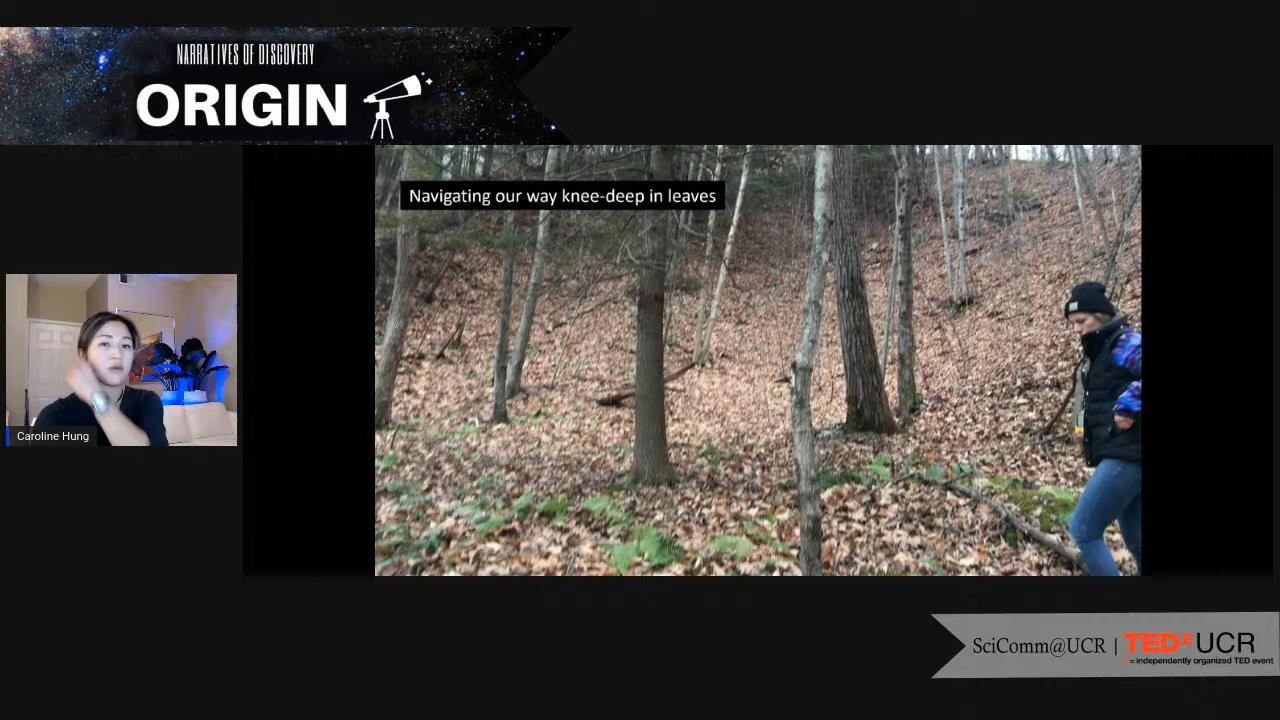 NARRATIVES OF DISCOVERY
ORIGIN
Navigating our way knee-deep in leaves
Caroline Hung
SciComm@UCR | TEDxUCR
x = independently organized TED event